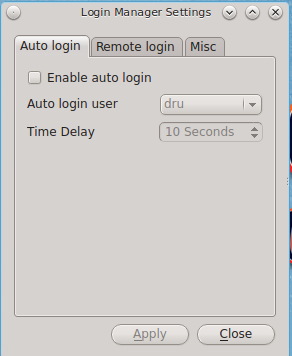 Login Manager Settings
Auto login Remote login Misc
Enable auto login
Auto login user dru
Time Delay 10 Seconds
Apply Close